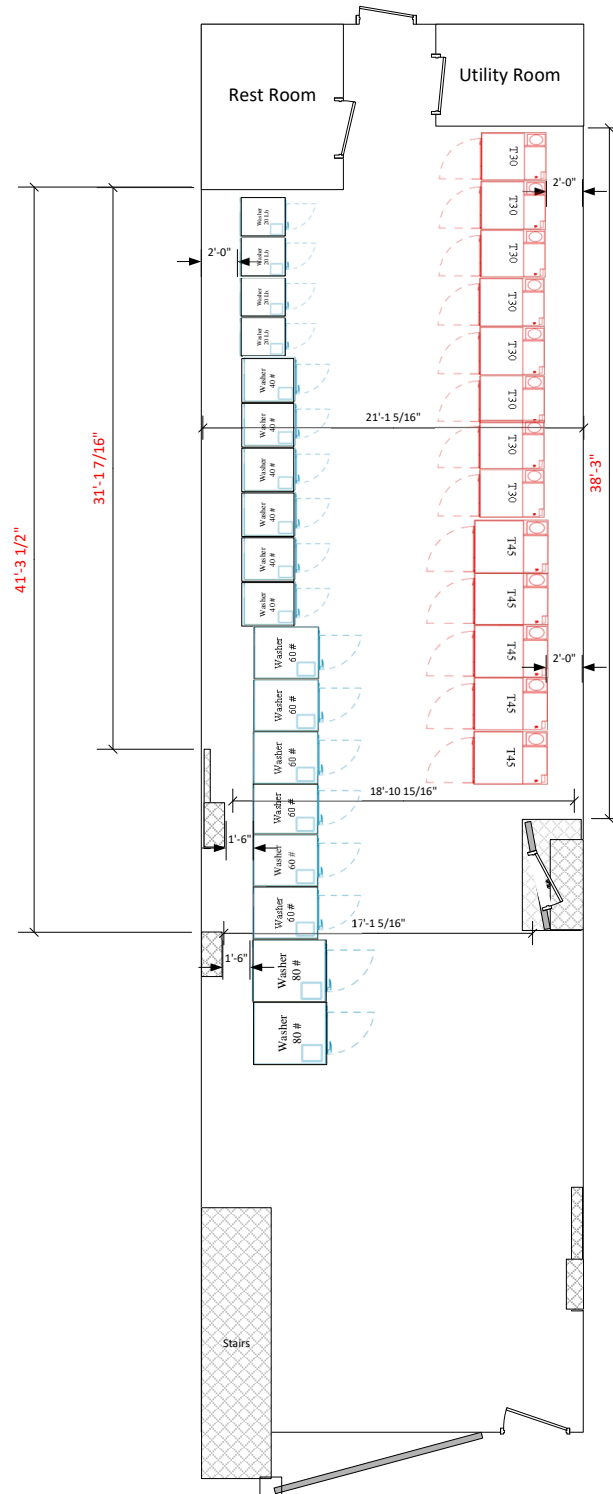 Rest Room
Utility Room
T30
2'-0"
T30
T30
T30
T30
T30
T30
T30
T45
T45
T45
T45
T45
2'-0"
38'-3"
Washer
20 Lb
2'-0"
Washer
20 Lb
Washer
20 Lb
Washer
20 Lb
Washer
40 #
Washer
40 #
21'-1 5/16"
Washer
40 #
Washer
40 #
Washer
40 #
Washer
40 #
31'-1 7/16"
41'-3 1/2"
Washer
60 #
Washer
60 #
Washer
60 #
18'-10 15/16"
Washer
60 #
1'-6"
Washer
60 #
Washer
60 #
17'-1 5/16"
1'-6"
Washer
80 #
Washer
80 #
Stairs